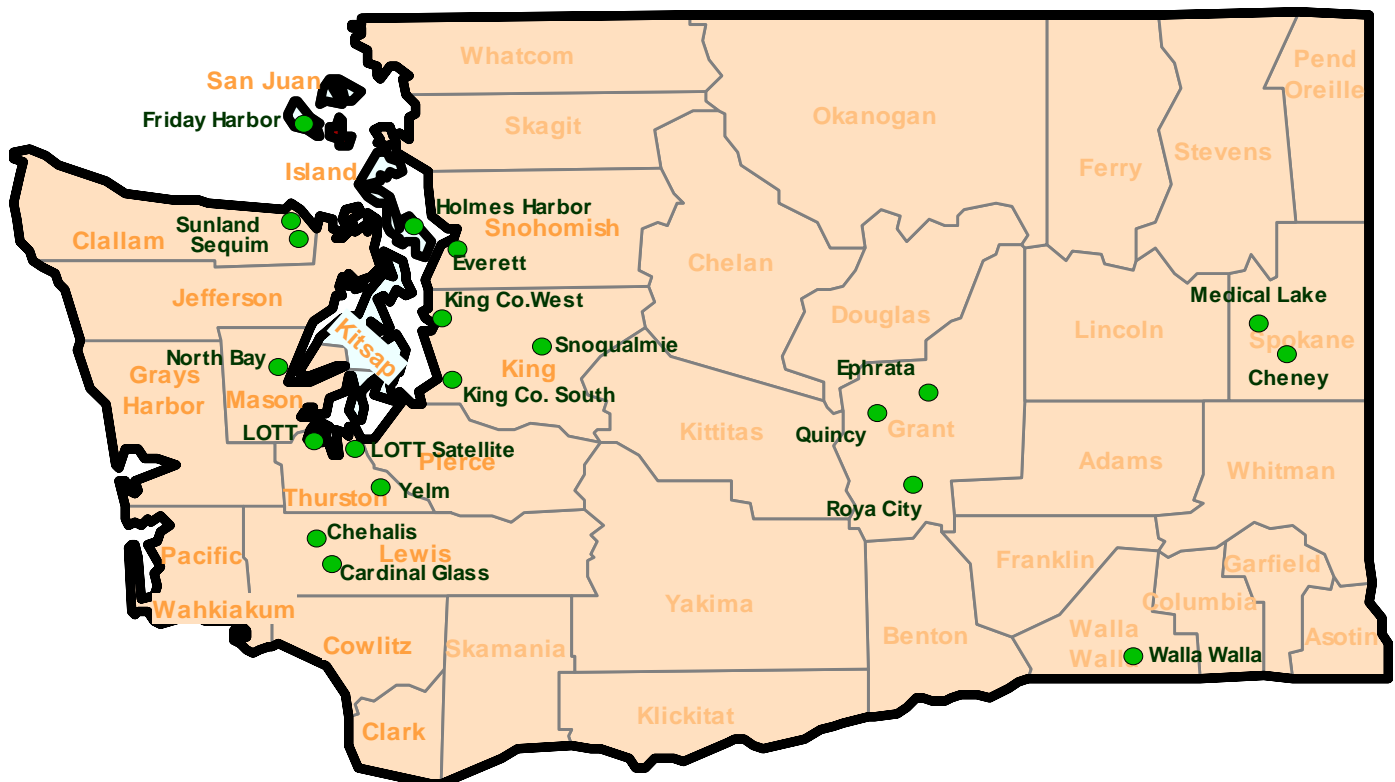 Whatcom
San Juan
Pend
Oreille
Friday Harbor
Skagit
Okanogan
Island
Ferry
Stevens
Holmes Harbor
Snohomish
Sunland
Sequim
Clallam
Everett
Chelan
Jefferson
King Co.West
Medical Lake
Douglas
Lincoln
Spokane
Kitsap
Snoqualmie
King
North Bay
Grays
Harbor
Mason
King Co. South
Ephrata
Cheney
LOTT
LOTT Satellite
Pierce
Kittitas
Quincy
Grant
Adams
Whitman
Thurston
Yelm
Roya City
Chehalis
Lewis
Cardinal Glass
Pacific
Franklin
Garfield
Wahkiakum
Yakima
Columbia
Cowlitz
Skamania
Benton
Walla
Wall
Walla Walla
Asotin
Clark
Klickitat